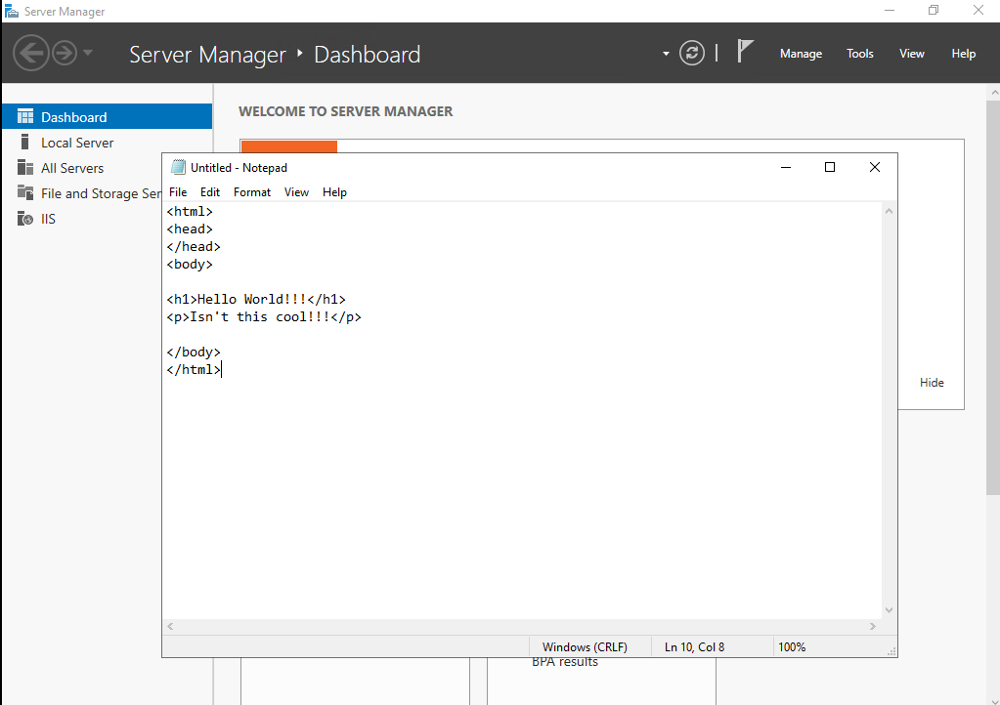 Server Manager
Server Manager ‣ Dashboard
Manage Tools View Help
Dashboard
Local Server
All Servers
File and Storage Ser
IIS
WELCOME TO SERVER MANAGER
Untitled - Notepad
File Edit Format View Help
<html>
<head>
</head>
<body>
<h1>Hello World!!!</h1>
<p>Isn't this cool!!!</p>
</body>
</html>
Hide
Windows (CRLF) Ln 10, Col 8 100%
BPA results